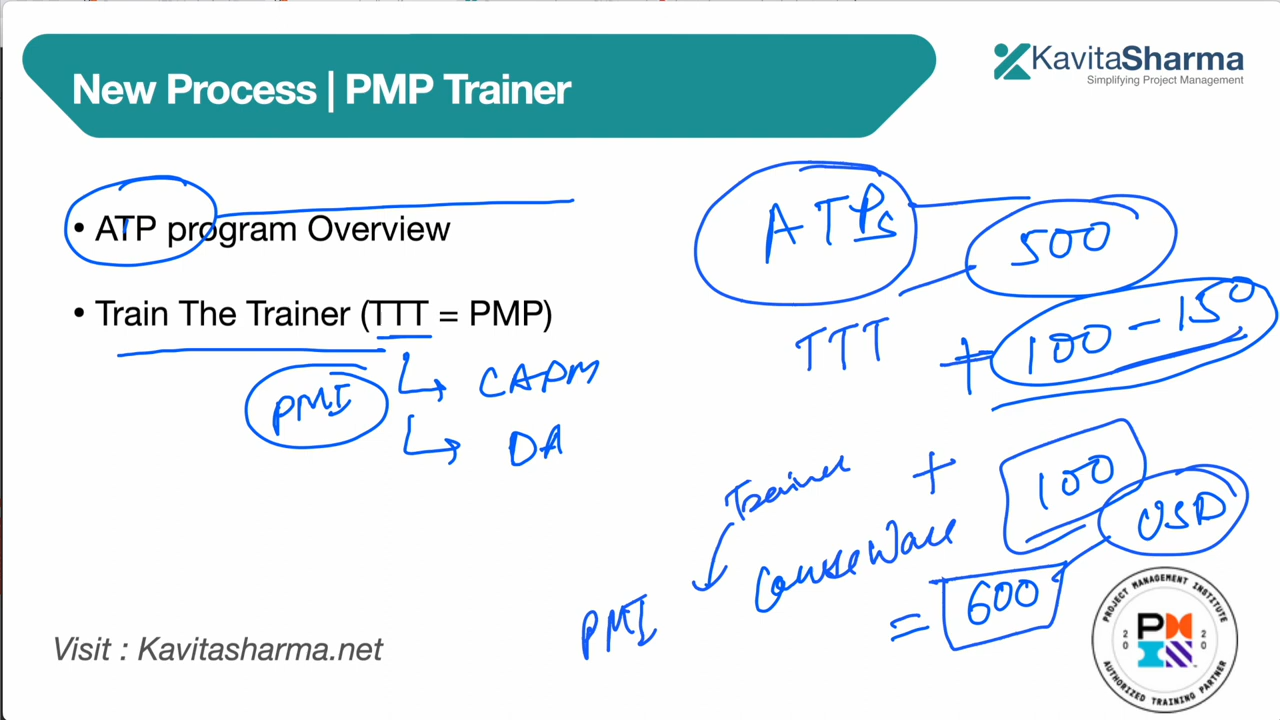 New Process | PMP Trainer
KavitaSharma
Simplifying Project Management
• ATP program Overview
• Train The Trainer (TTT = PMP)
PMI
CAPM
DA
ATPs
500
TTT
+ 100 - 150
Trainer + 100 USD
Courseware
= 600
PMI
Visit : Kavitasharma.net
PROJECT MANAGEMENT INSTITUTE
20 20
AUTHORIZED TRAINING PARTNER